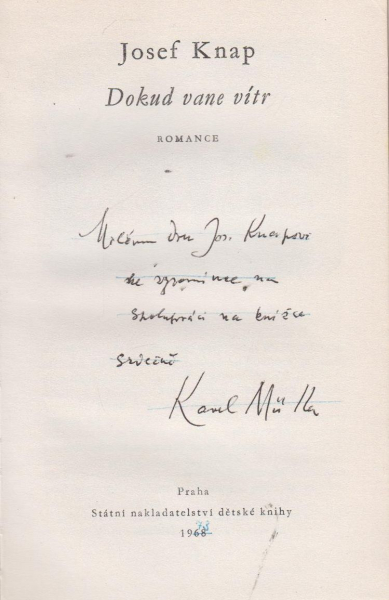 Josef Knap
Dokud vane vítr
ROMANCE
Milému dru Jos. Knapovi
ke vzpomínce na
spolupráci na knížce
srdečně
Karel Müller
Praha
Státní nakladatelství dětské knihy
1968